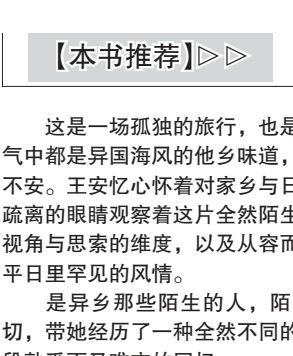 【本书推荐】▷▷
这是一场孤独的旅行，也是
气中都是异国海风的他乡味道，
不安。王安忆心怀着对家乡与日
疏离的眼睛观察着这片全然陌生
视角与思索的维度，以及从容而
平日里罕见的风情。
是异乡那些陌生的人，陌
切，带她经历了一种全然不同的